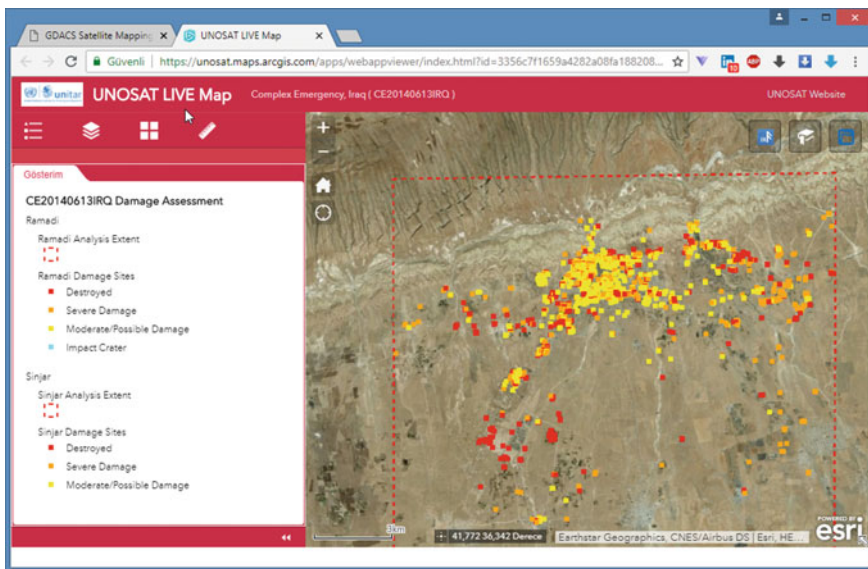 GDACS Satellite Mapping
UNOSAT LIVE Map
Güvenli
https://unosat.maps.arcgis.com/apps/webappviewer/index.html?id=3356c7f1659a4282a08fa188208...
10
ABP
unitar
UNOSAT LIVE Map
Complex Emergency, Iraq ( CE20140613IRQ )
UNOSAT Website
Gösterim
CE20140613IRQ Damage Assessment
Ramadi
Ramadi Analysis Extent
Ramadi Damage Sites
Destroyed
Severe Damage
Moderate/Possible Damage
Impact Crater
Sinjar
Sinjar Analysis Extent
Sinjar Damage Sites
Destroyed
Severe Damage
Moderate/Possible Damage
+
−
3km
41,772 36,342 Derece
Earthstar Geographics, CNES/Airbus DS | Esri, HE...
POWERED BY
esri